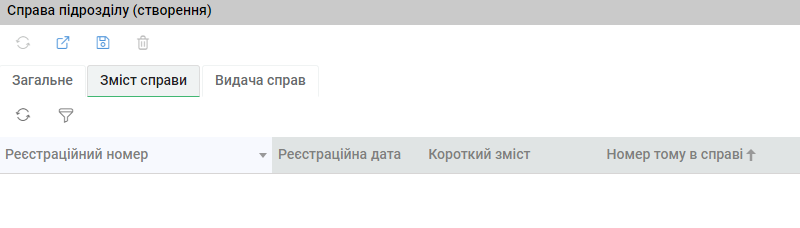 Справа підрозділу (створення)
Загальне Зміст справи Видача справ
Реєстраційний номер Реєстраційна дата Короткий зміст Номер тому в справі